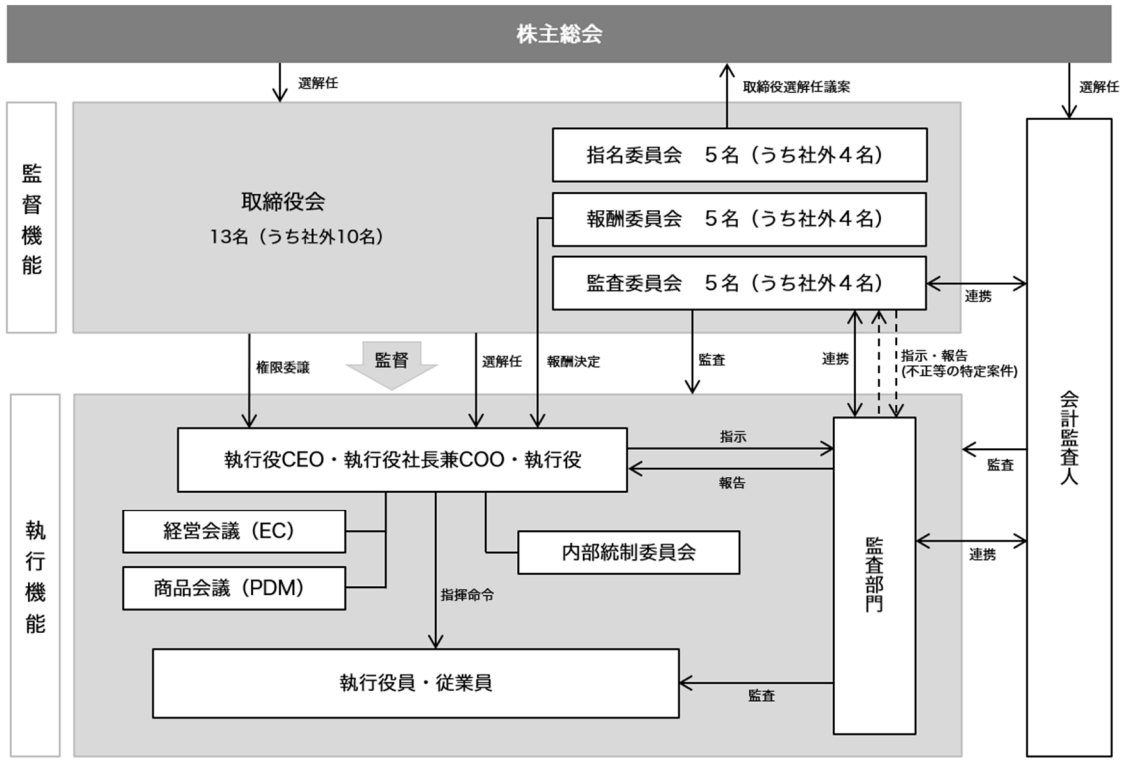 株主総会
選解任
取締役選解任議案
選解任
監督機能
指名委員会　5名（うち社外4名）
取締役会
13名（うち社外10名）
報酬委員会　5名（うち社外4名）
監査委員会　5名（うち社外4名）
連携
権限委譲
監督
選解任
報酬決定
監査
連携
指示・報告
(不正等の特定案件)
会計監査人
執行機能
執行役CEO・執行役社長兼COO・執行役
指示
報告
監査
経営会議（EC）
商品会議（PDM）
内部統制委員会
監査部門
連携
指揮命令
執行役員・従業員
監査